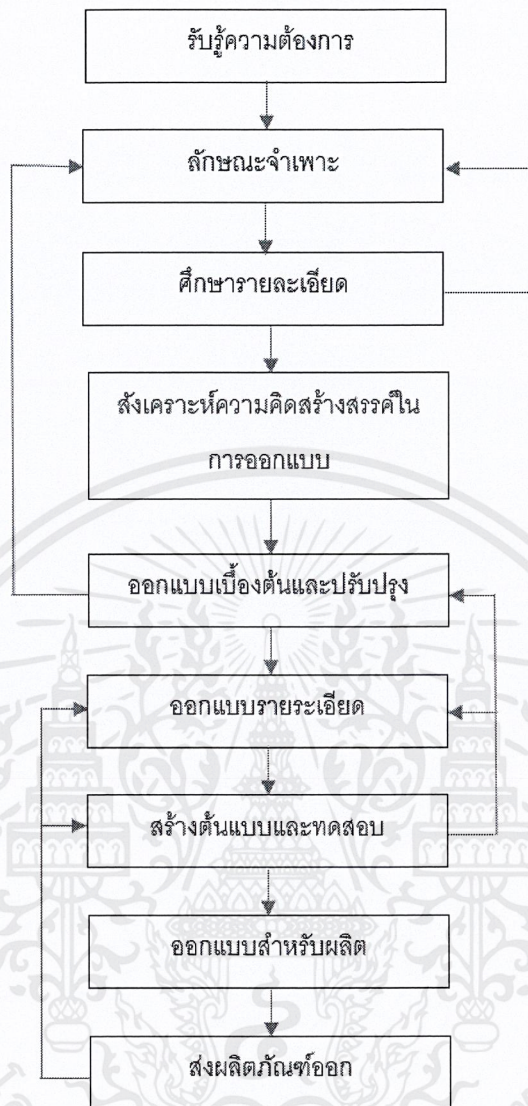 รับรู้ความต้องการ
ลักษณะจำเพาะ
ศึกษารายละเอียด
สังเคราะห์ความคิดสร้างสรรค์ใน
การออกแบบ
ออกแบบเบื้องต้นและปรับปรุง
ออกแบบรายระเอียด
สร้างต้นแบบและทดสอบ
ออกแบบสำหรับผลิต
ส่งผลิตภัณฑ์ออก